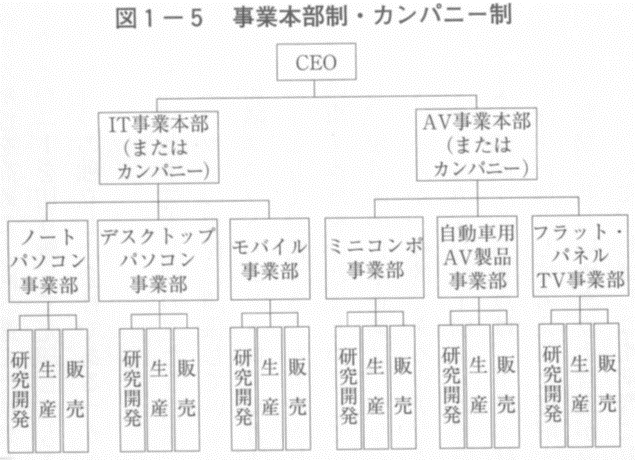 図1-5 事業本部制・カンパニー制
CEO
IT事業本部
(または
カンパニー)
AV事業本部
(または
カンパニー)
ノート
パソコン
事業部
デスクトップ
パソコン
事業部
モバイル
事業部
ミニコンポ
事業部
自動車用
AV製品
事業部
フラット・
パネル
TV事業部
研究開発
生産
販売
研究開発
生産
販売
研究開発
生産
販売
研究開発
生産
販売
研究開発
生産
販売
研究開発
生産
販売